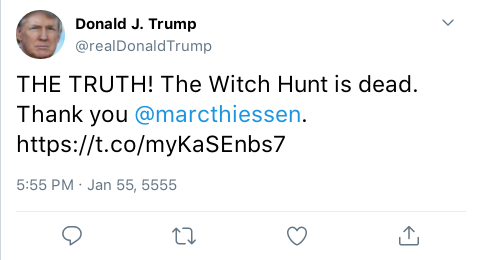 Donald J. Trump
@realDonaldTrump
THE TRUTH! The Witch Hunt is dead.
Thank you @marcthiessen.
https://t.co/myKaSEnbs7
5:55 PM · Jan 55, 5555